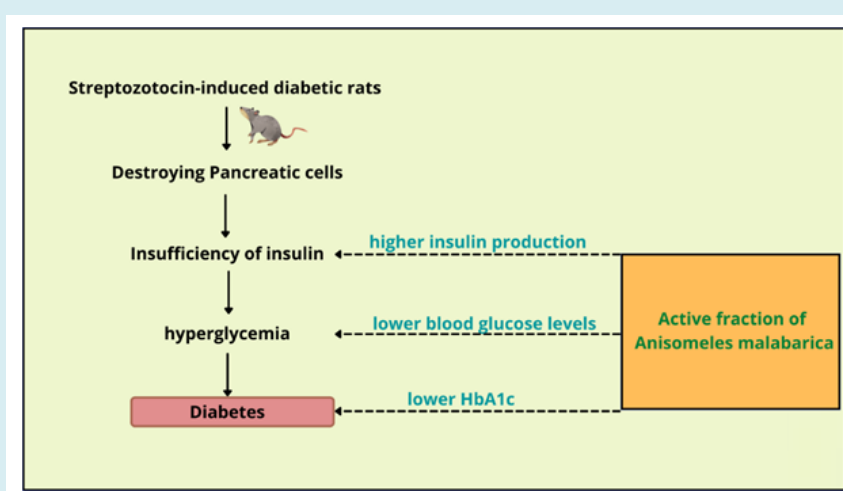 Streptozotocin-induced diabetic rats
Destroying Pancreatic cells
Insufficiency of insulin
higher insulin production
hyperglycemia
lower blood glucose levels
Active fraction of
Anisomeles malabarica
Diabetes
lower HbA1c